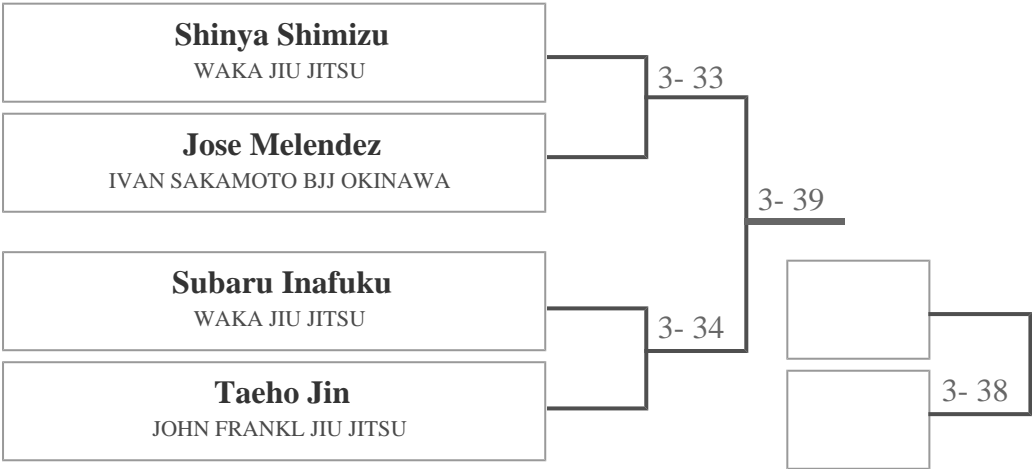 Shinya Shimizu
WAKA JIU JITSU
3- 33
Jose Melendez
IVAN SAKAMOTO BJJ OKINAWA
3- 39
Subaru Inafuku
WAKA JIU JITSU
3- 34
Taeho Jin
JOHN FRANKL JIU JITSU
3- 38